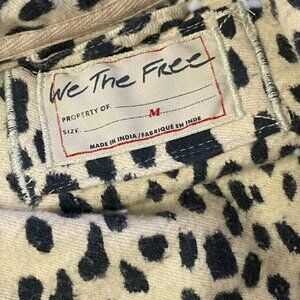 We The Free
PROPERTY OF:
SIZE M
MADE IN INDIA/FABRIQUÉ EN INDE